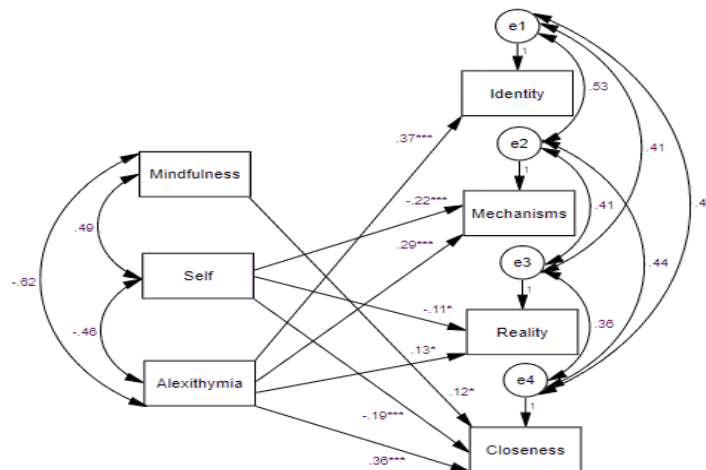 e1
1
Identity
.53
.37***
e2
.41
1
Mindfulness
Mechanisms
-.22***
.41
.4
.49
.29***
.44
e3
Self
-.62
1
-.11*
Reality
.36
-.46
.13*
e4
Alexithymia
.12*
1
-.19***
Closeness
.36***